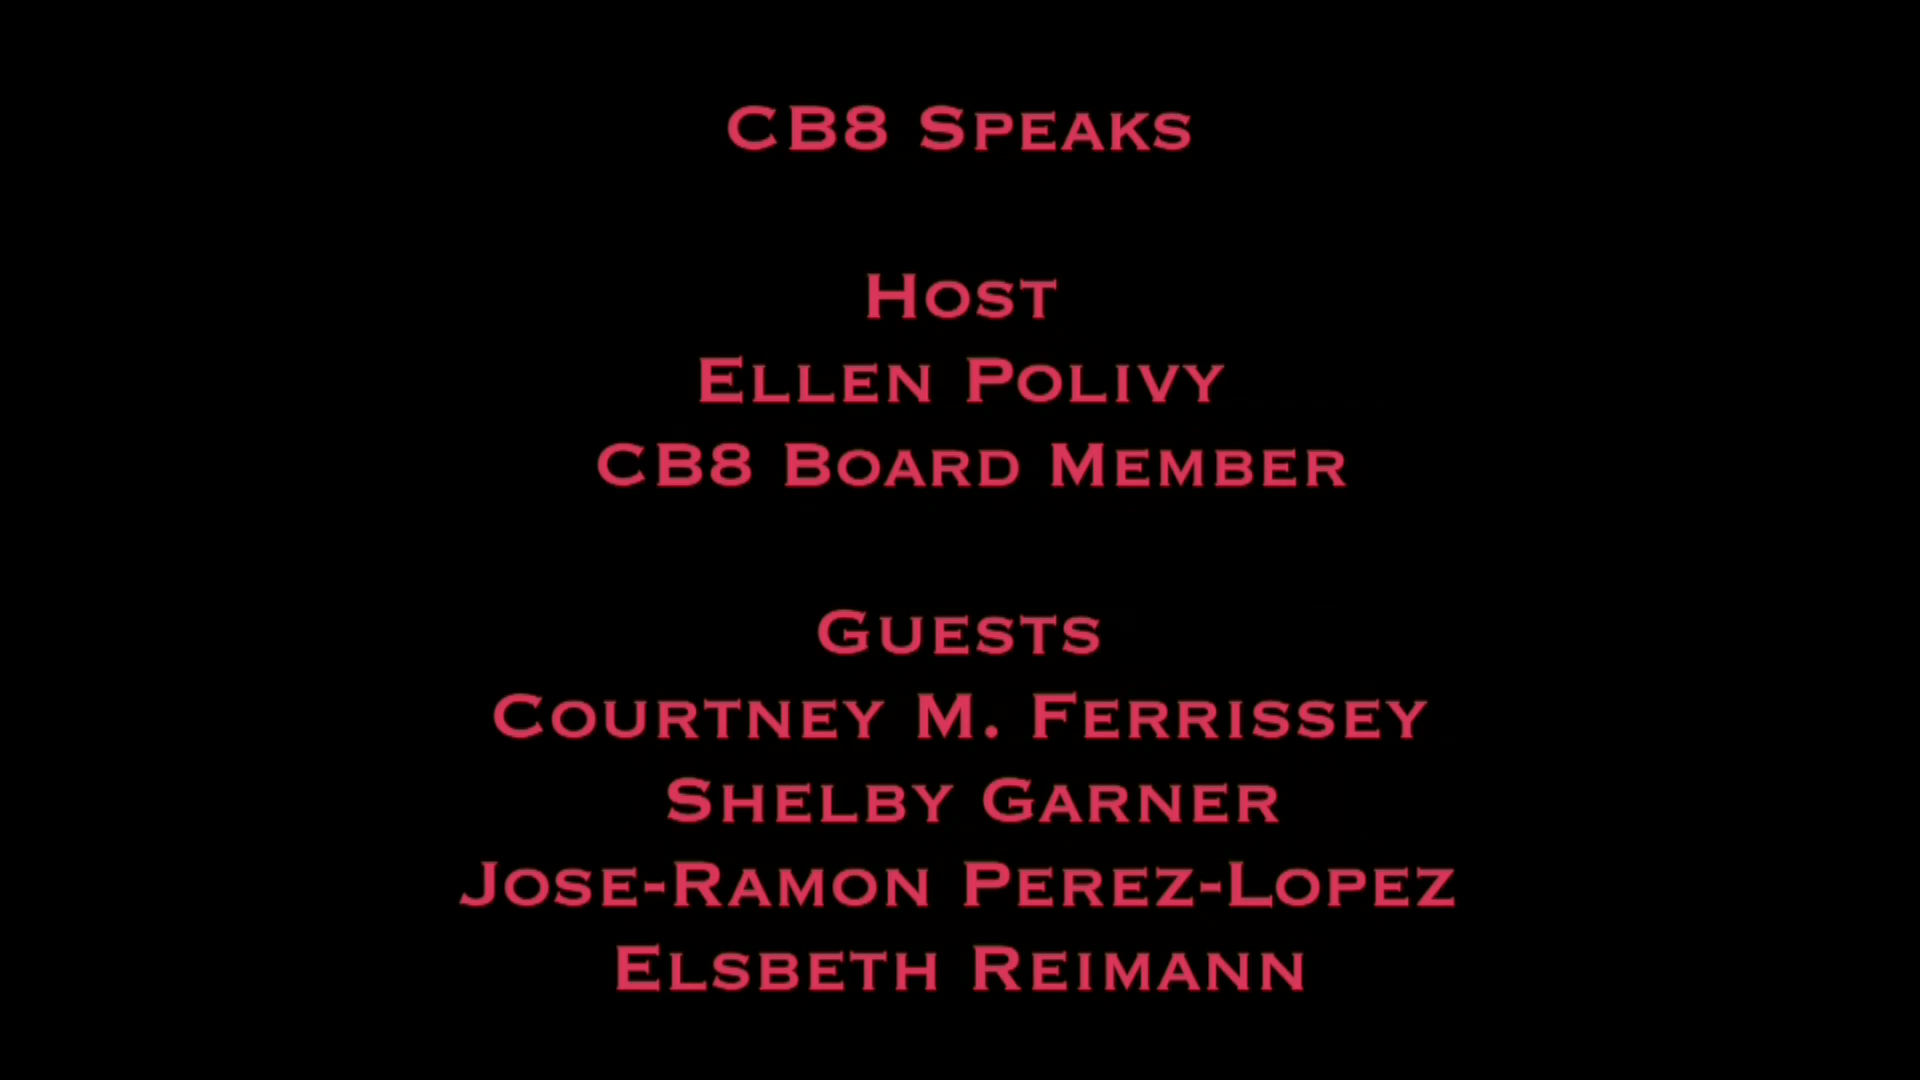 CB8 Speaks
Host
Ellen Polivy
CB8 Board Member
Guests
Courtney M. Ferrissey
Shelby Garner
Jose-Ramon Perez-Lopez
Elsbeth Reimann